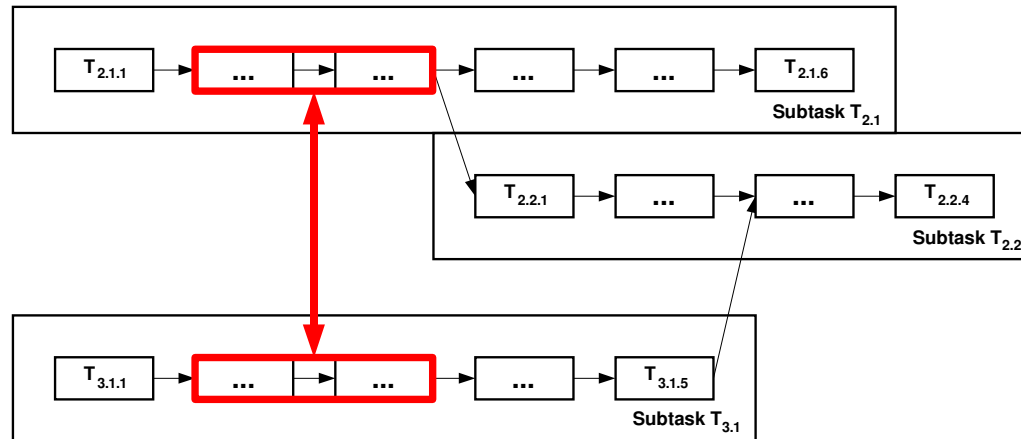 T2.1.1 ... ... ... ... T2.1.6
Subtask T2.1
T2.2.1 ... ... T2.2.4
Subtask T2.2
T3.1.1 ... ... ... T3.1.5
Subtask T3.1